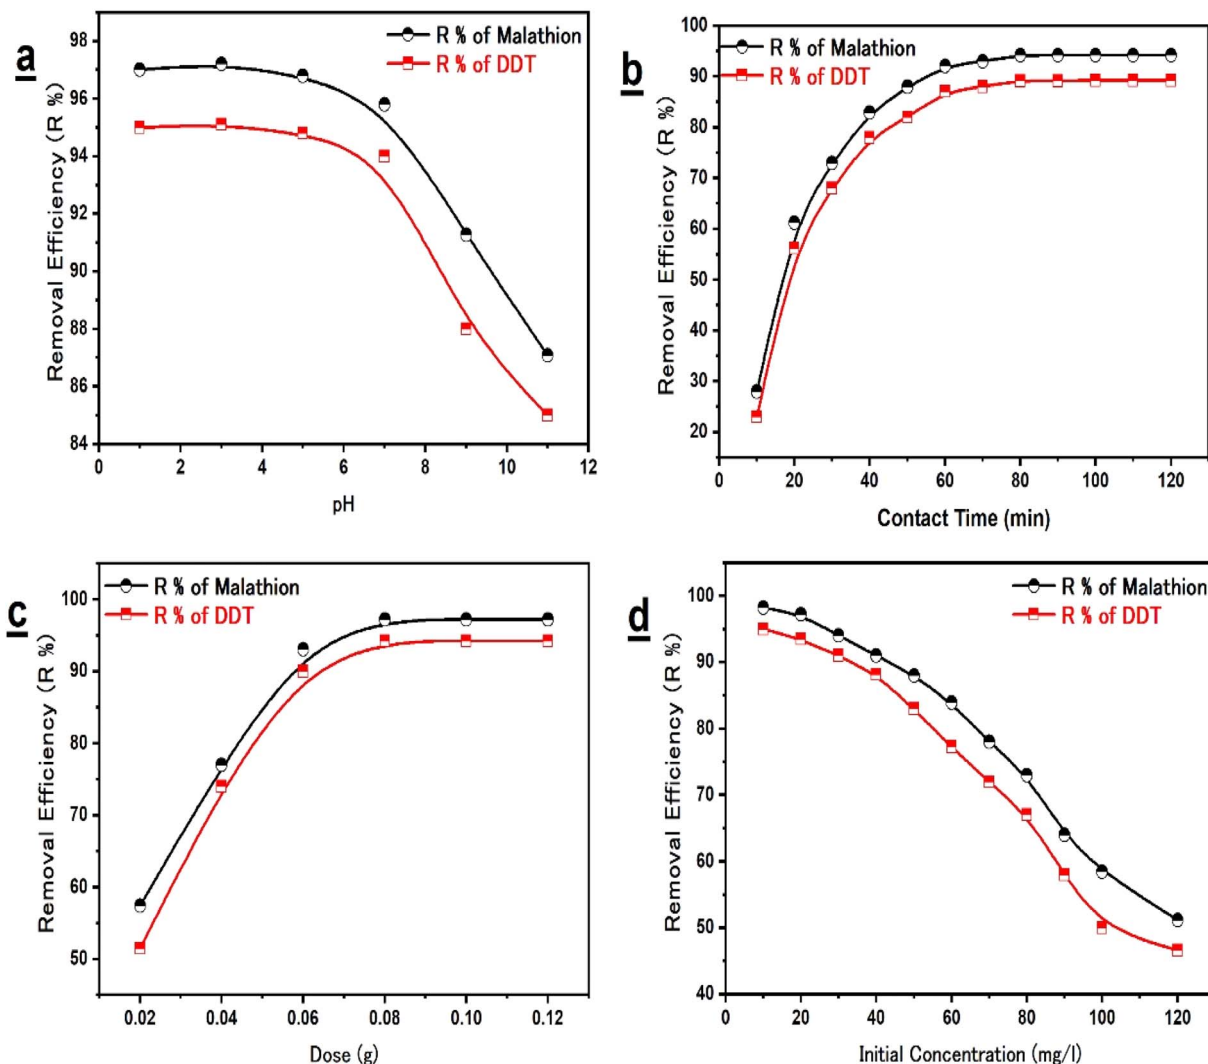 a
R % of Malathion
R % of DDT
Removal Efficiency (R %)
98
96
94
92
90
88
86
84
0 2 4 6 8 10 12
pH
b
R % of Malathion
R % of DDT
Removal Efficiency (R %)
100
90
80
70
60
50
40
30
20
0 20 40 60 80 100 120
Contact Time (min)
c
R % of Malathion
R % of DDT
Removal Efficiency (R %)
100
90
80
70
60
50
0.02 0.04 0.06 0.08 0.10 0.12
Dose (g)
d
R % of Malathion
R % of DDT
Removal Efficiency (R %)
100
90
80
70
60
50
40
0 20 40 60 80 100 120
Initial Concentration (mg/l)